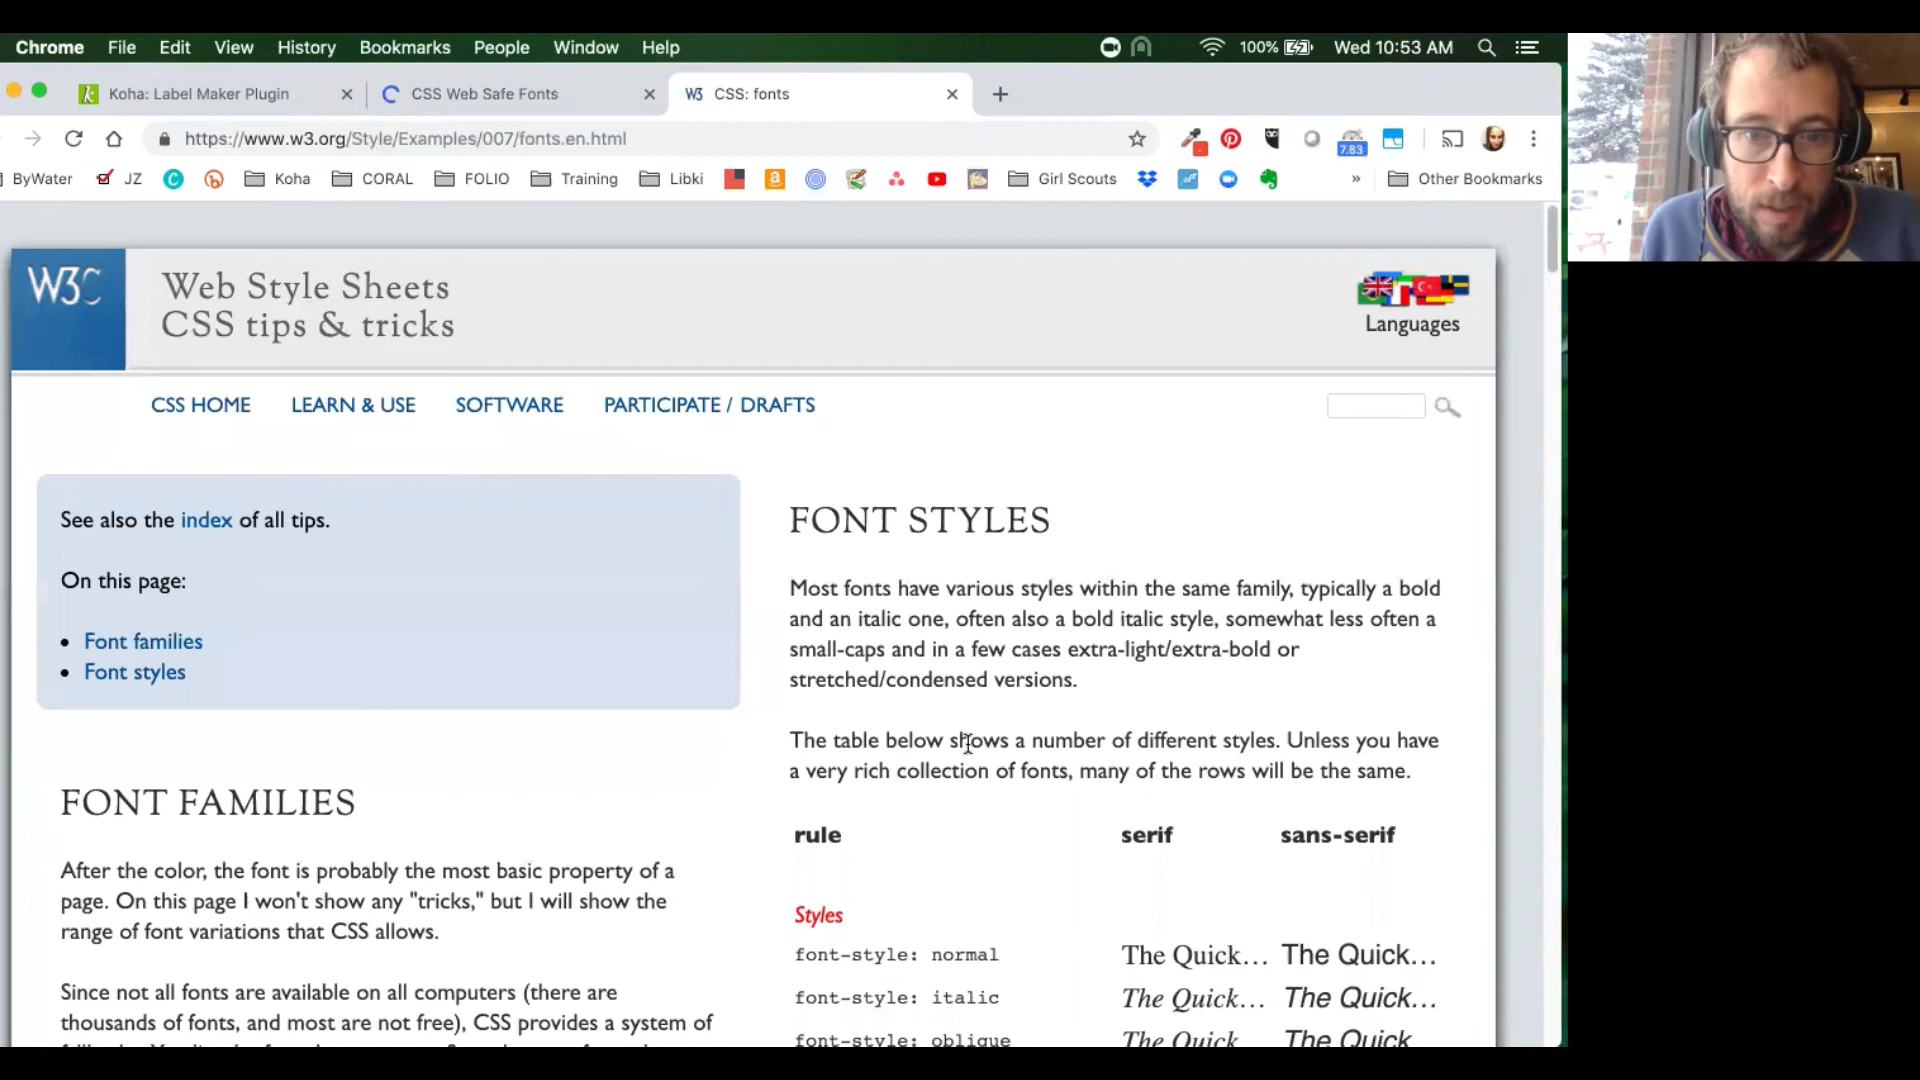 Chrome File Edit View History Bookmarks People Window Help 100% Wed 10:53 AM
Koha: Label Maker Plugin CSS Web Safe Fonts W3 CSS: fonts
https://www.w3.org/Style/Examples/007/fonts.en.html 7.83
ByWater JZ Koha CORAL FOLIO Training Libki Girl Scouts » Other Bookmarks
W3C
Web Style Sheets
CSS tips & tricks
Languages
CSS HOME LEARN & USE SOFTWARE PARTICIPATE / DRAFTS
See also the index of all tips.
On this page:
• Font families
• Font styles
FONT FAMILIES
After the color, the font is probably the most basic property of a
page. On this page I won't show any "tricks," but I will show the
range of font variations that CSS allows.
Since not all fonts are available on all computers (there are
thousands of fonts, and most are not free), CSS provides a system of
FONT STYLES
Most fonts have various styles within the same family, typically a bold
and an italic one, often also a bold italic style, somewhat less often a
small-caps and in a few cases extra-light/extra-bold or
stretched/condensed versions.
The table below shows a number of different styles. Unless you have
a very rich collection of fonts, many of the rows will be the same.
rule serif sans-serif
Styles
font-style: normal The Quick... The Quick...
font-style: italic The Quick... The Quick...
font-style: oblique The Quick The Quick